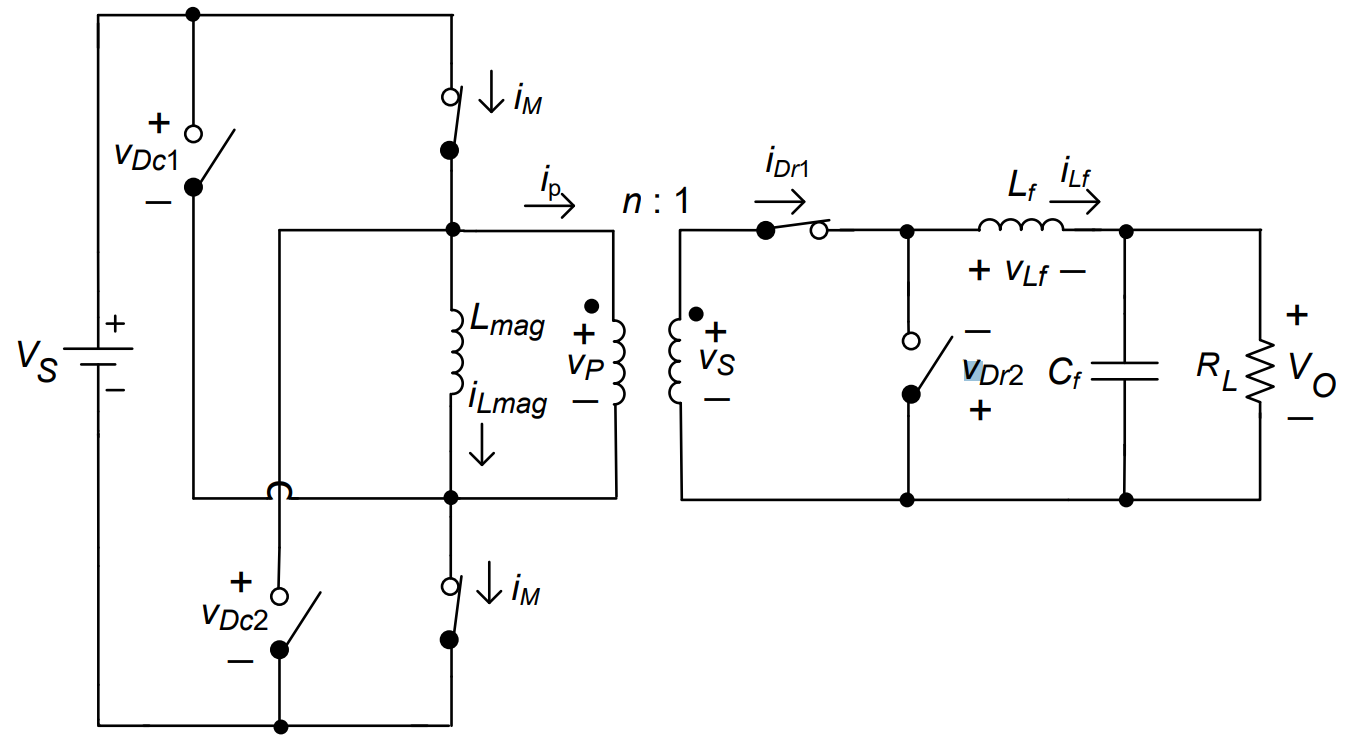 +
vDc1
−
iM
ip
n : 1
iDr1
Lf
iLf
+ vLf −
+
VS
−
Lmag
iLmag
+
vP
−
+
vS
−
−
vDr2
+
Cf
RL
+
VO
−
+
vDc2
−
iM